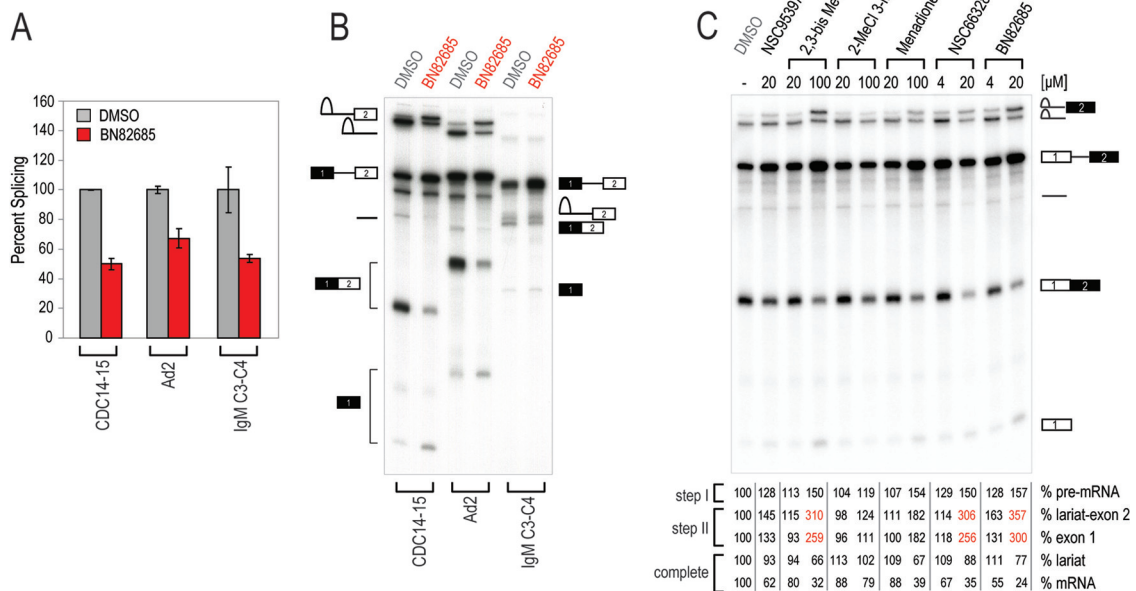 A
160
140
120
100
80
60
40
20
0
Percent Splicing
DMSO
BN82685
CDC14-15
Ad2
IgM C3-C4
B
DMSO
BN82685
DMSO
BN82685
DMSO
BN82685
2
1 2
1 2
1
1 2
2
1 2
1
CDC14-15
Ad2
IgM C3-C4
C
DMSO
2,3-bis Me
Menadione
BN82685
- 20 20 100 20 100 20 100 4 20 4 20 [µM]
2
1 2
1 2
1
step I 100 128 113 150 104 119 107 154 129 150 128 157 % pre-mRNA
step II 100 145 115 310 98 124 111 182 114 306 163 357 % lariat-exon 2
100 133 93 259 96 111 100 182 118 256 131 300 % exon 1
complete 100 93 94 66 113 102 109 67 109 88 111 77 % lariat
100 62 80 32 88 79 88 39 67 35 55 24 % mRNA